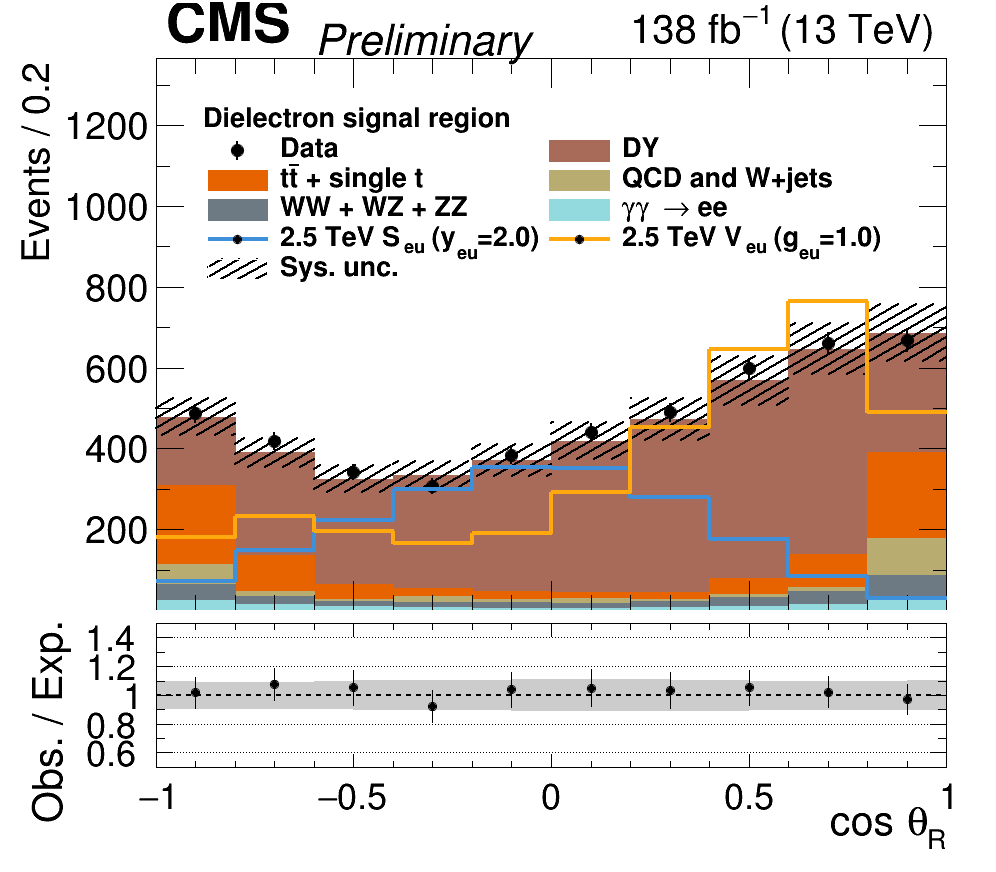 CMS Preliminary 138 fb⁻¹ (13 TeV)
Events / 0.2
1200
1000
800
600
400
200
Dielectron signal region
Data DY
tt̄ + single t QCD and W+jets
WW + WZ + ZZ γγ → ee
2.5 TeV S_eu (y_eu=2.0) 2.5 TeV V_eu (g_eu=1.0)
Sys. unc.
Obs. / Exp.
1.4
1.2
1
0.8
0.6
−1 −0.5 0 0.5 1
cos θ_R